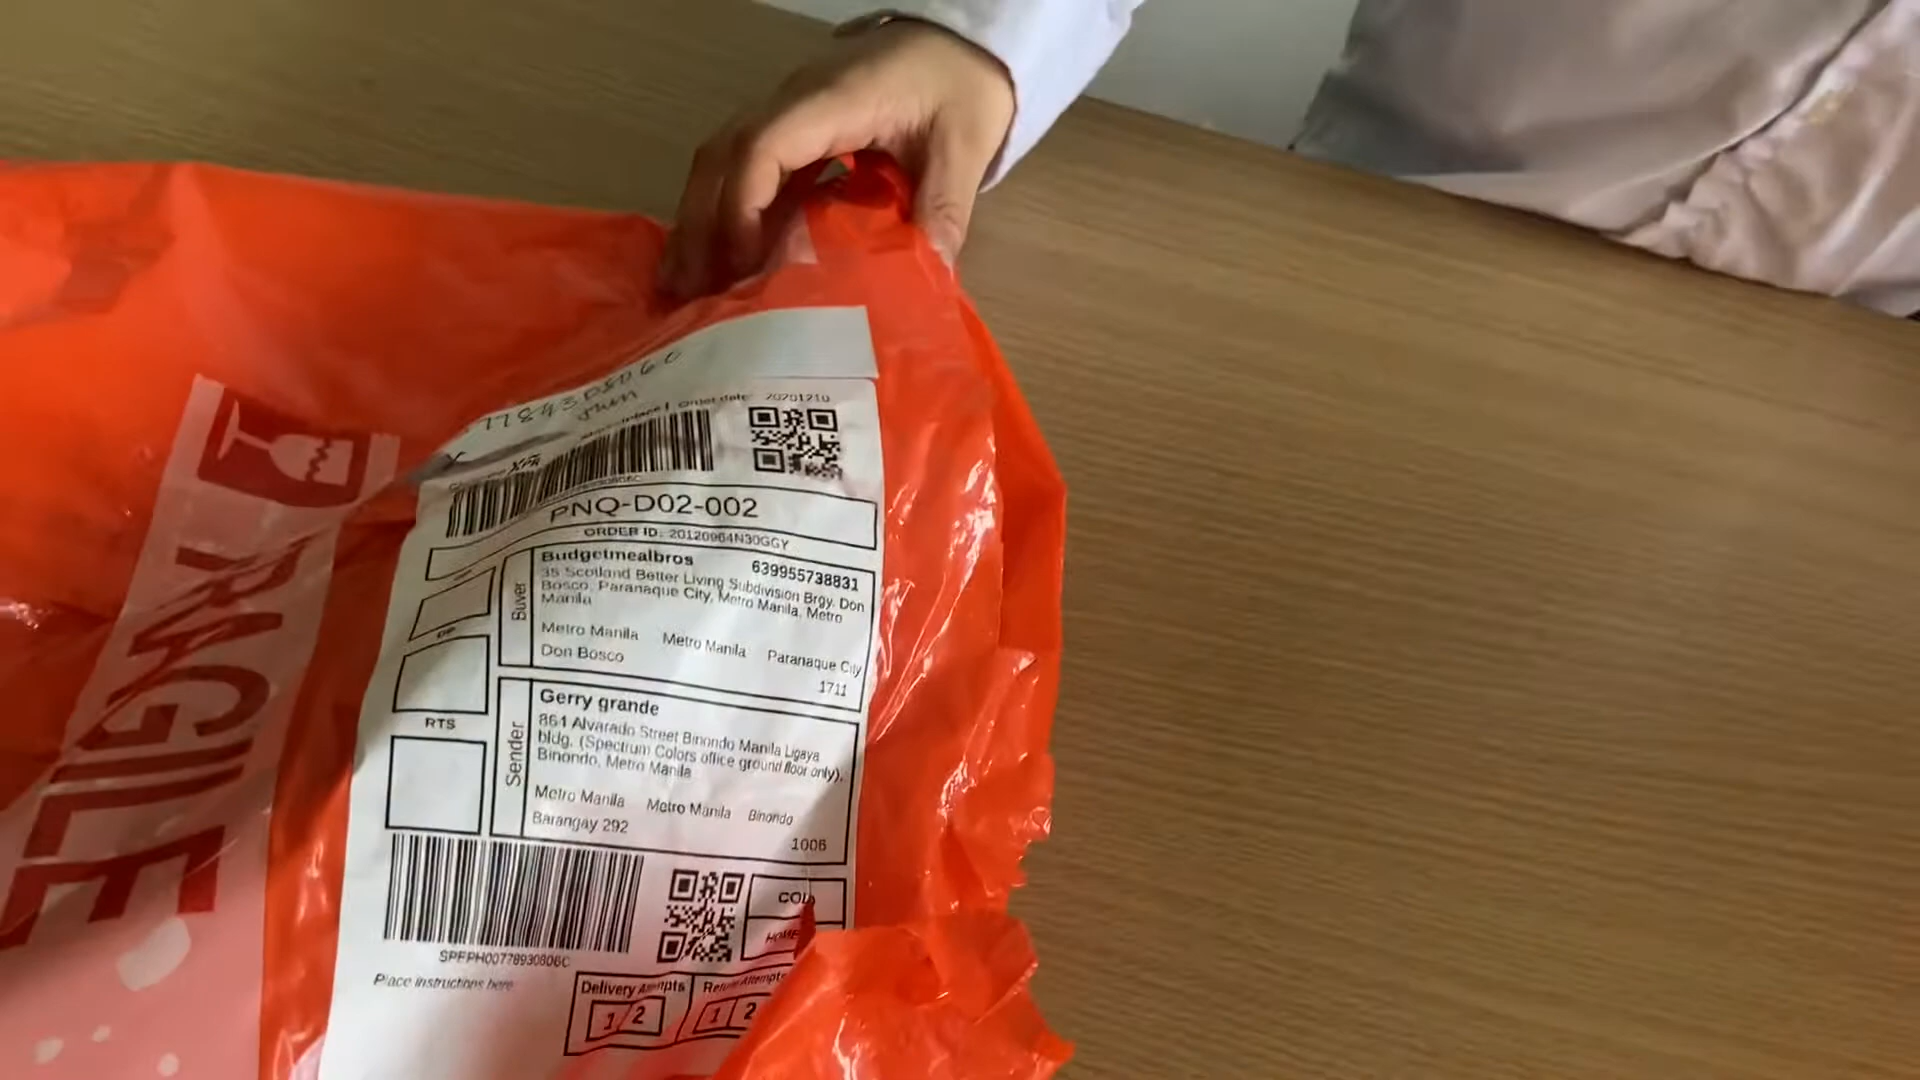 FRAGILE
20201210
PNQ-D02-002
ORDER ID: 20120964N30GGY
Buyer
Budgetmealbros
639955738831
35 Scotland Better Living Subdivision Brgy. Don
Bosco, Paranaque City, Metro Manila, Metro
Manila
Metro Manila Metro Manila Paranaque City
Don Bosco
1711
RTS
Sender
Gerry grande
861 Alvarado Street Binondo Manila Ligaya
bldg. (Spectrum Colors office ground floor only),
Binondo, Metro Manila
Metro Manila Metro Manila Binondo
Barangay 292
1006
HOME
SPEPH00778930806C
Place instructions here
Delivery Attempts
1 2
Return Attempts
1 2